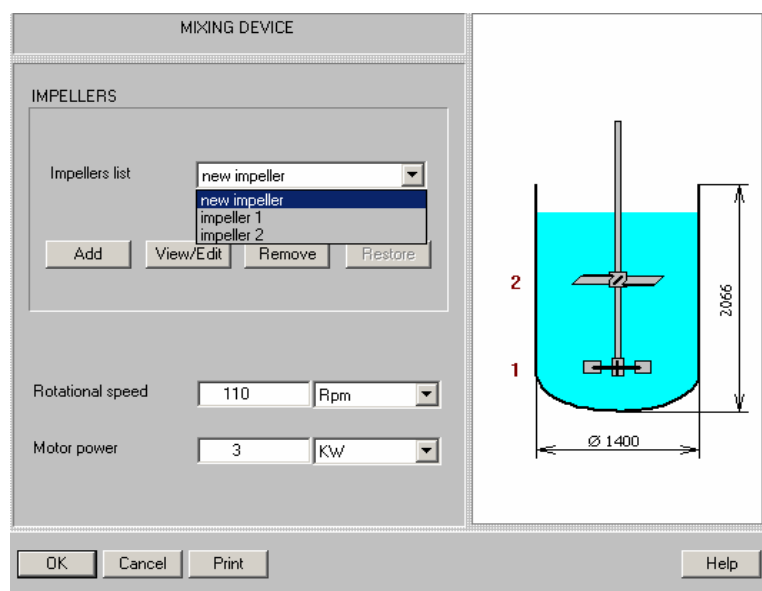 MIXING DEVICE
IMPELLERS
Impellers list
new impeller
new impeller
impeller 1
impeller 2
Add
View/Edit
Remove
Restore
Rotational speed
110
Rpm
Motor power
3
KW
2
1
2066
Ø 1400
OK
Cancel
Print
Help